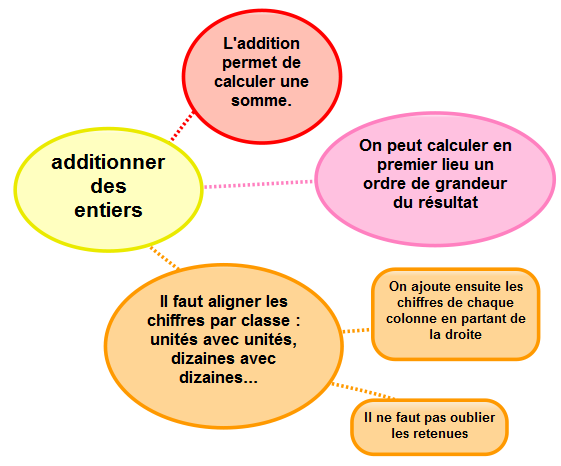 L'addition
permet de
calculer une
somme.
additionner
des
entiers
On peut calculer en
premier lieu un
ordre de grandeur
du résultat
Il faut aligner les
chiffres par classe :
unités avec unités,
dizaines avec
dizaines...
On ajoute ensuite les
chiffres de chaque
colonne en partant de
la droite
Il ne faut pas oublier
les retenues